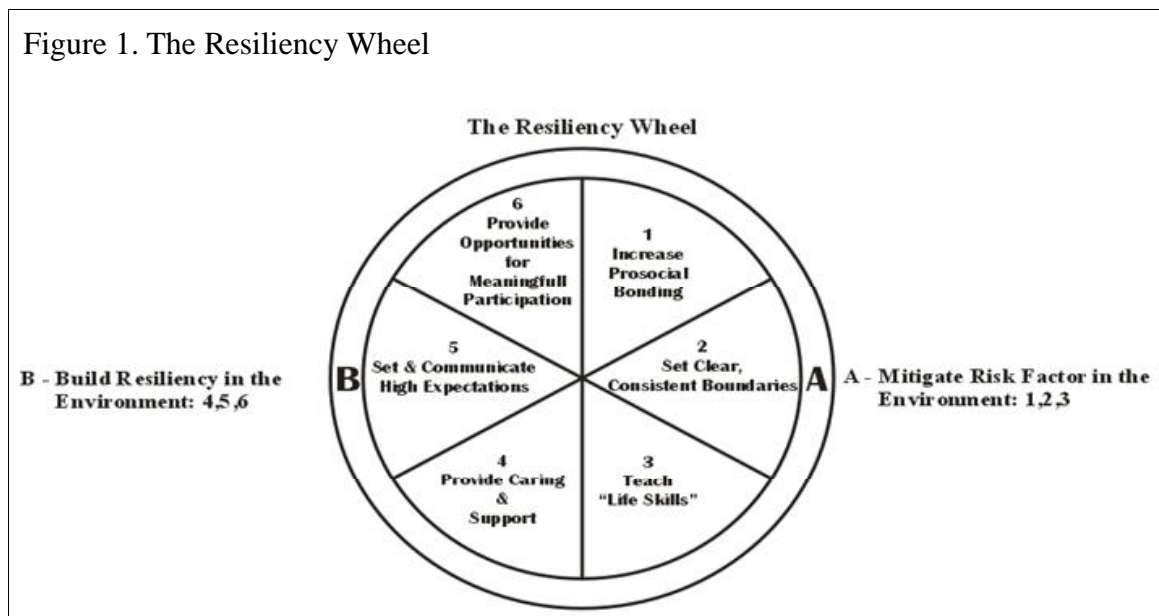 Figure 1. The Resiliency Wheel
The Resiliency Wheel
6
Provide
Opportunities
for
Meaningfull
Participation
1
Increase
Prosocial
Bonding
5
Set & Communicate
High Expectations
2
Set Clear,
Consistent Boundaries
B
A
B - Build Resiliency in the
Environment: 4,5,6
A - Mitigate Risk Factor in the
Environment: 1,2,3
4
Provide Caring
&
Support
3
Teach
“Life Skills”